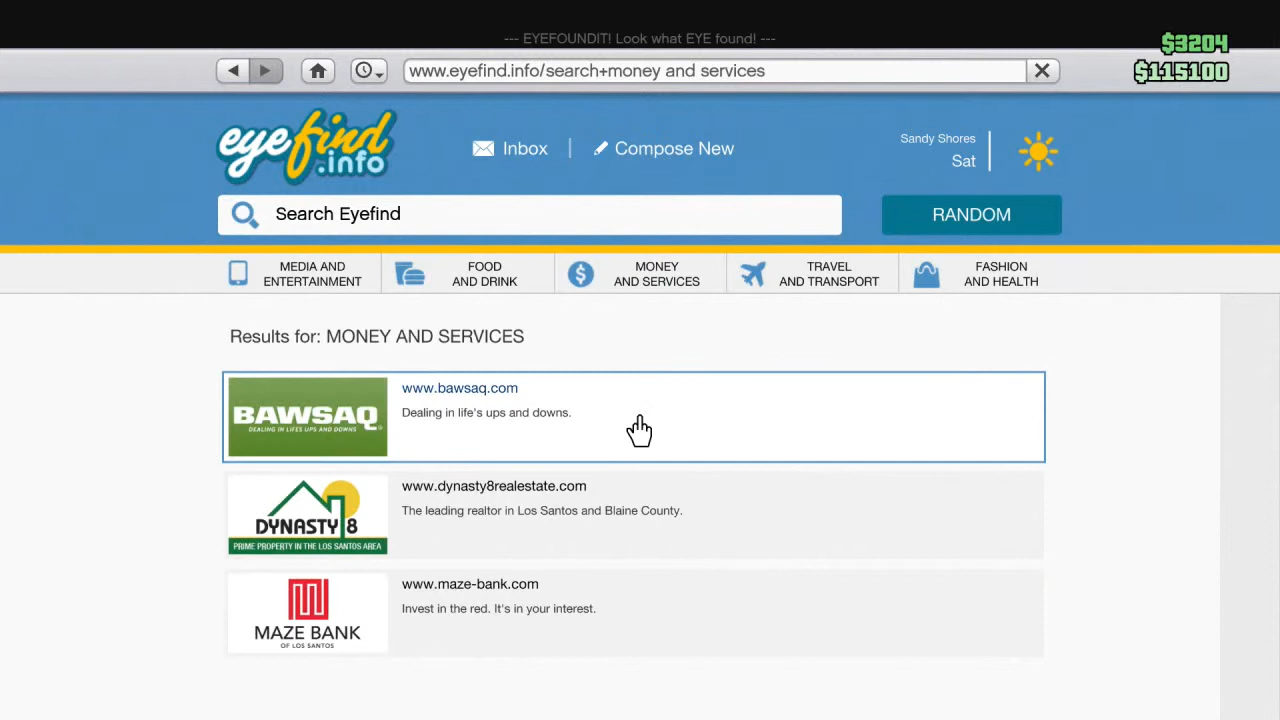 --- EYEFOUNDIT! Look what EYE found! ---
$3204
www.eyefind.info/search+money and services
$115100
eyefind
.info
Inbox | Compose New
Sandy Shores
Sat
Search Eyefind
RANDOM
MEDIA AND
ENTERTAINMENT
FOOD
AND DRINK
MONEY
AND SERVICES
TRAVEL
AND TRANSPORT
FASHION
AND HEALTH
Results for: MONEY AND SERVICES
BAWSAQ
DEALING IN LIFES UPS AND DOWNS
www.bawsaq.com
Dealing in life's ups and downs.
DYNASTY 8
PRIME PROPERTY IN THE LOS SANTOS AREA
www.dynasty8realestate.com
The leading realtor in Los Santos and Blaine County.
MAZE BANK
OF LOS SANTOS
www.maze-bank.com
Invest in the red. It's in your interest.